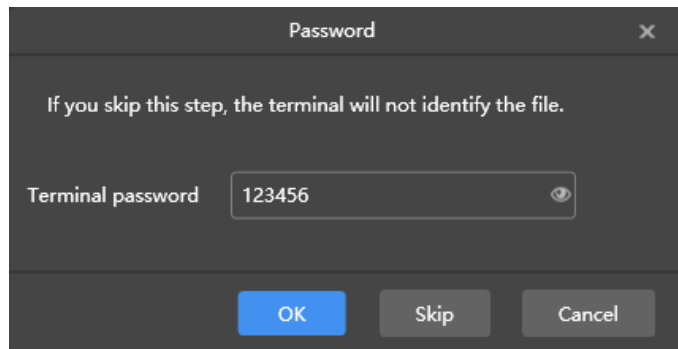 Password
If you skip this step, the terminal will not identify the file.
Terminal password 123456
OK Skip Cancel